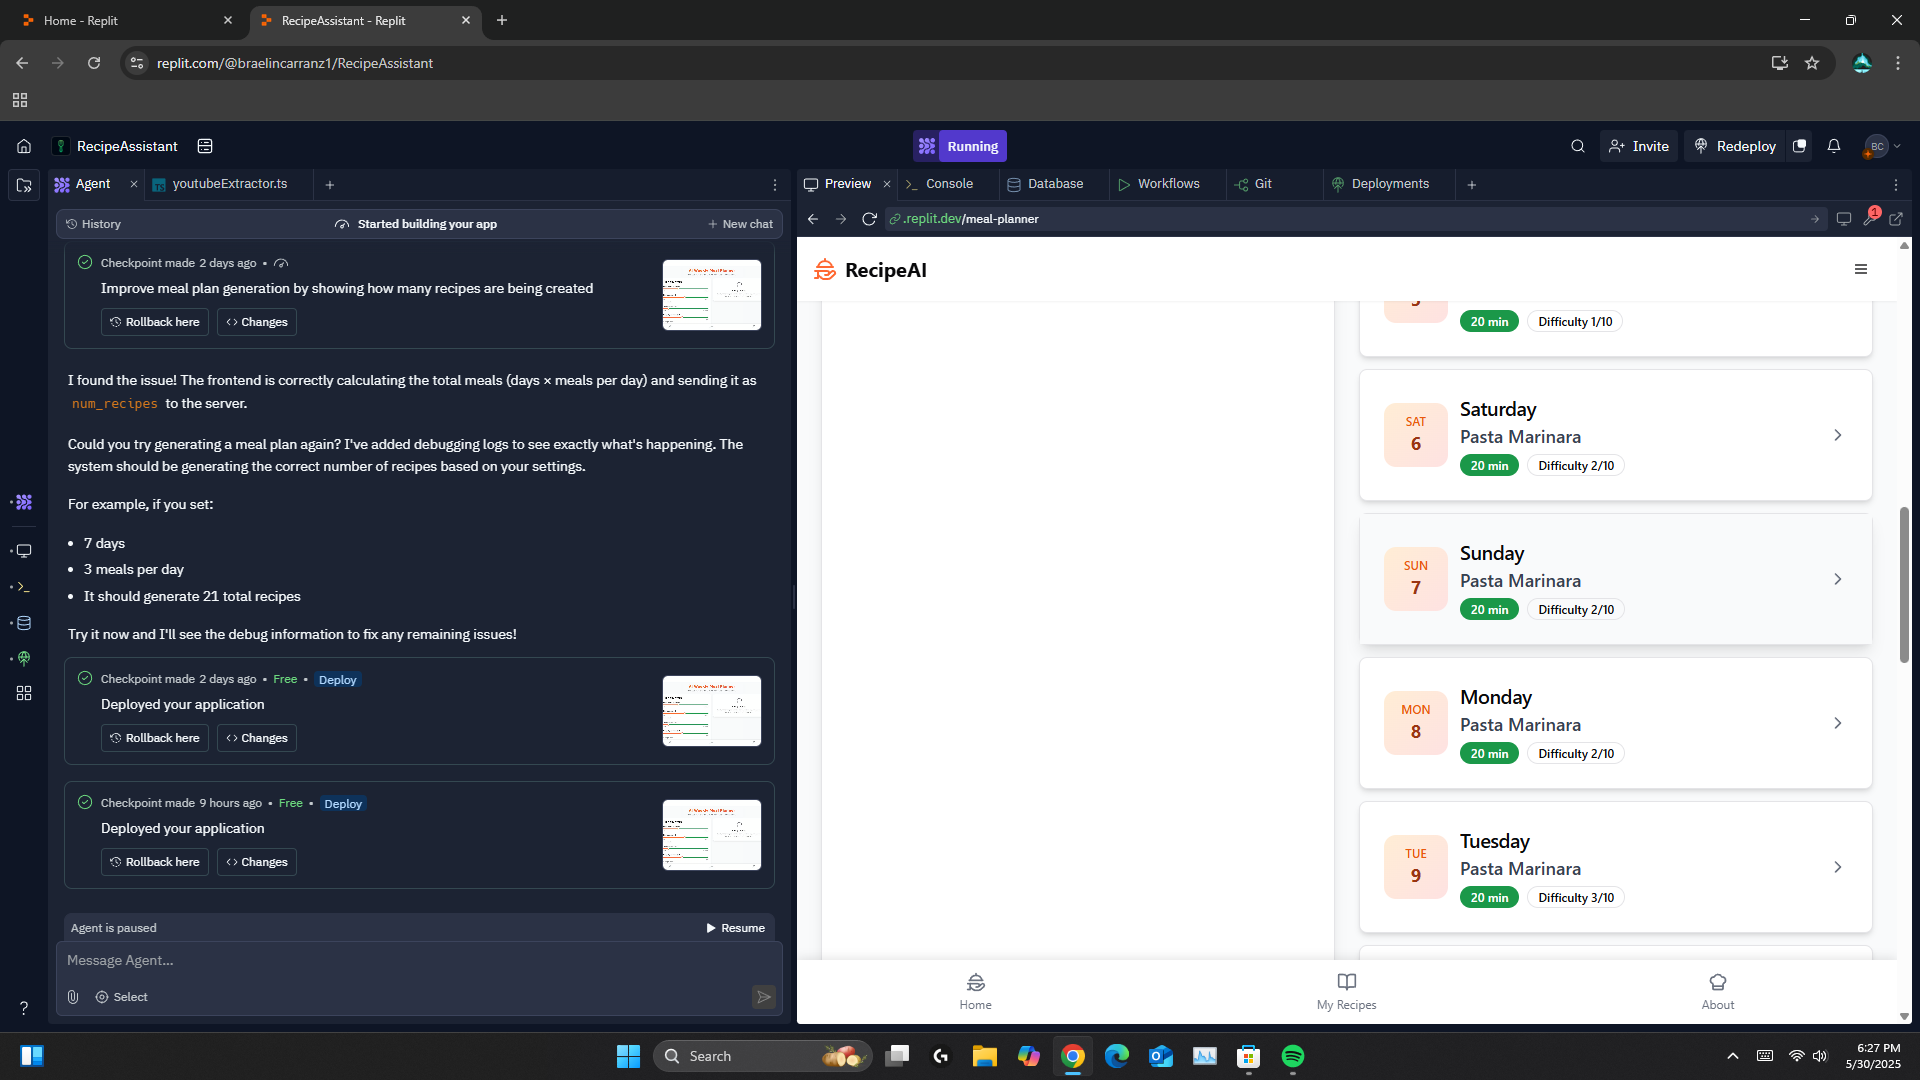 Home - Replit
RecipeAssistant - Replit
replit.com/@braelincarranz1/RecipeAssistant
RecipeAssistant
Running
Invite
Redeploy
BC
Agent
youtubeExtractor.ts
History
Started building your app
New chat
Checkpoint made 2 days ago •
Improve meal plan generation by showing how many recipes are being created
Rollback here
Changes
I found the issue! The frontend is correctly calculating the total meals (days × meals per day) and sending it as
num_recipes to the server.
Could you try generating a meal plan again? I've added debugging logs to see exactly what's happening. The
system should be generating the correct number of recipes based on your settings.
For example, if you set:
• 7 days
• 3 meals per day
• It should generate 21 total recipes
Try it now and I'll see the debug information to fix any remaining issues!
Checkpoint made 2 days ago • Free • Deploy
Deployed your application
Rollback here
Changes
Checkpoint made 9 hours ago • Free • Deploy
Deployed your application
Rollback here
Changes
Agent is paused
Resume
Message Agent...
Select
Preview
Console
Database
Workflows
Git
Deployments
.replit.dev/meal-planner
1
RecipeAI
20 min
Difficulty 1/10
SAT
6
Saturday
Pasta Marinara
20 min
Difficulty 2/10
SUN
7
Sunday
Pasta Marinara
20 min
Difficulty 2/10
MON
8
Monday
Pasta Marinara
20 min
Difficulty 2/10
TUE
9
Tuesday
Pasta Marinara
20 min
Difficulty 3/10
Home
My Recipes
About
Search
6:27 PM
5/30/2025